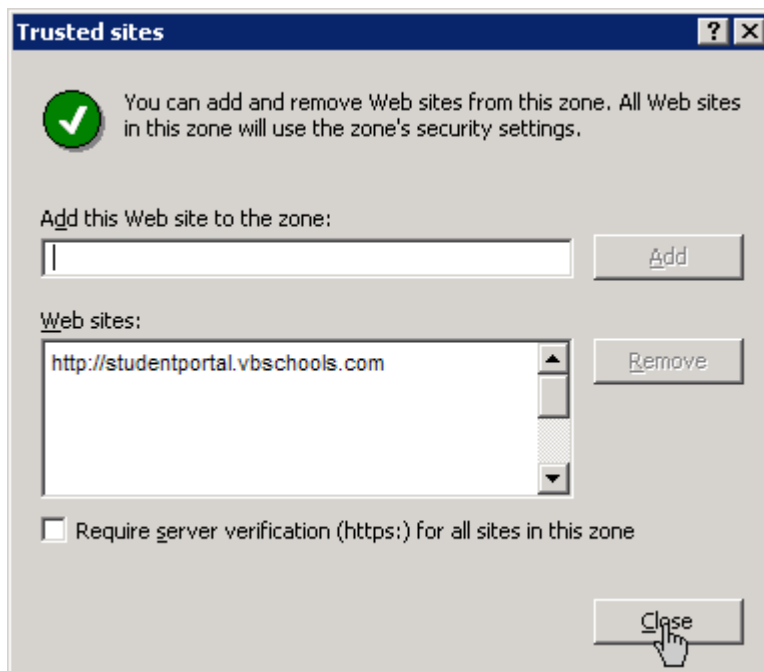 Trusted sites
You can add and remove Web sites from this zone. All Web sites
in this zone will use the zone's security settings.
Add this Web site to the zone:
Add
Web sites:
http://studentportal.vbschools.com
Remove
Require server verification (https:) for all sites in this zone
Close